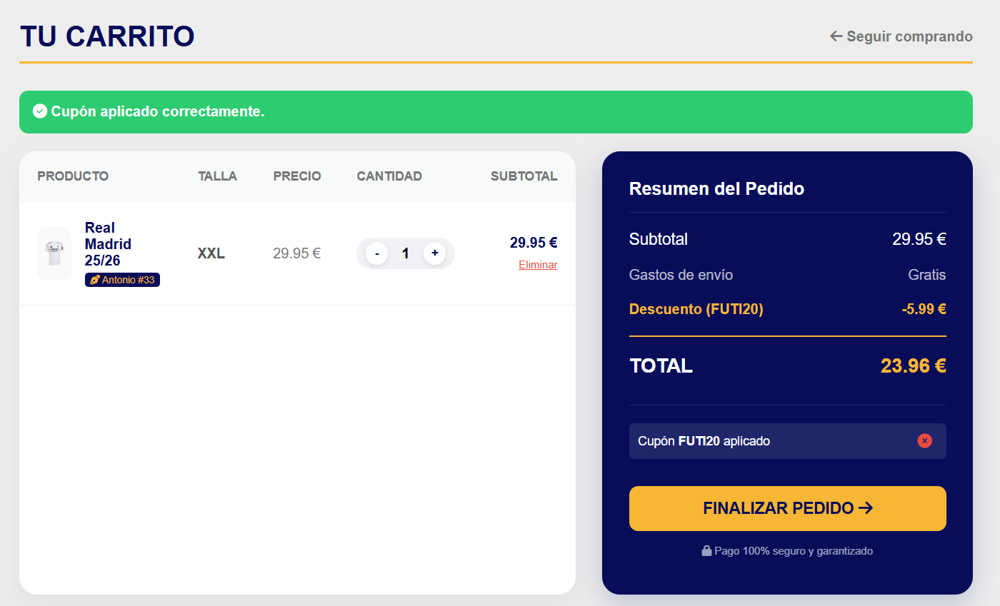 TU CARRITO
← Seguir comprando
Cupón aplicado correctamente.
PRODUCTO TALLA PRECIO CANTIDAD SUBTOTAL
Real
Madrid
25/26
Antonio #33
XXL
29.95 €
- 1 +
29.95 €
Eliminar
Resumen del Pedido
Subtotal 29.95 €
Gastos de envío Gratis
Descuento (FUTI20) -5.99 €
TOTAL 23.96 €
Cupón FUTI20 aplicado
FINALIZAR PEDIDO →
Pago 100% seguro y garantizado